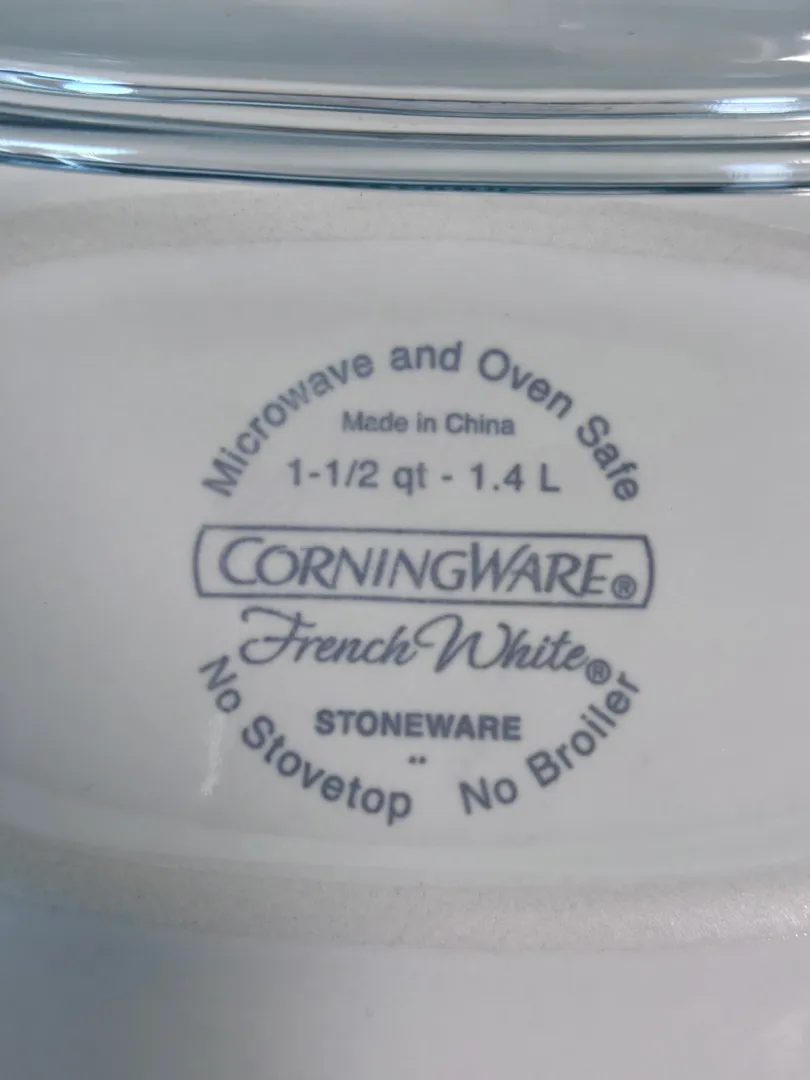 Microwave and Oven Safe
Made in China
1-1/2 qt - 1.4 L
CORNINGWARE®
French White®
STONEWARE
No Stovetop No Broiler